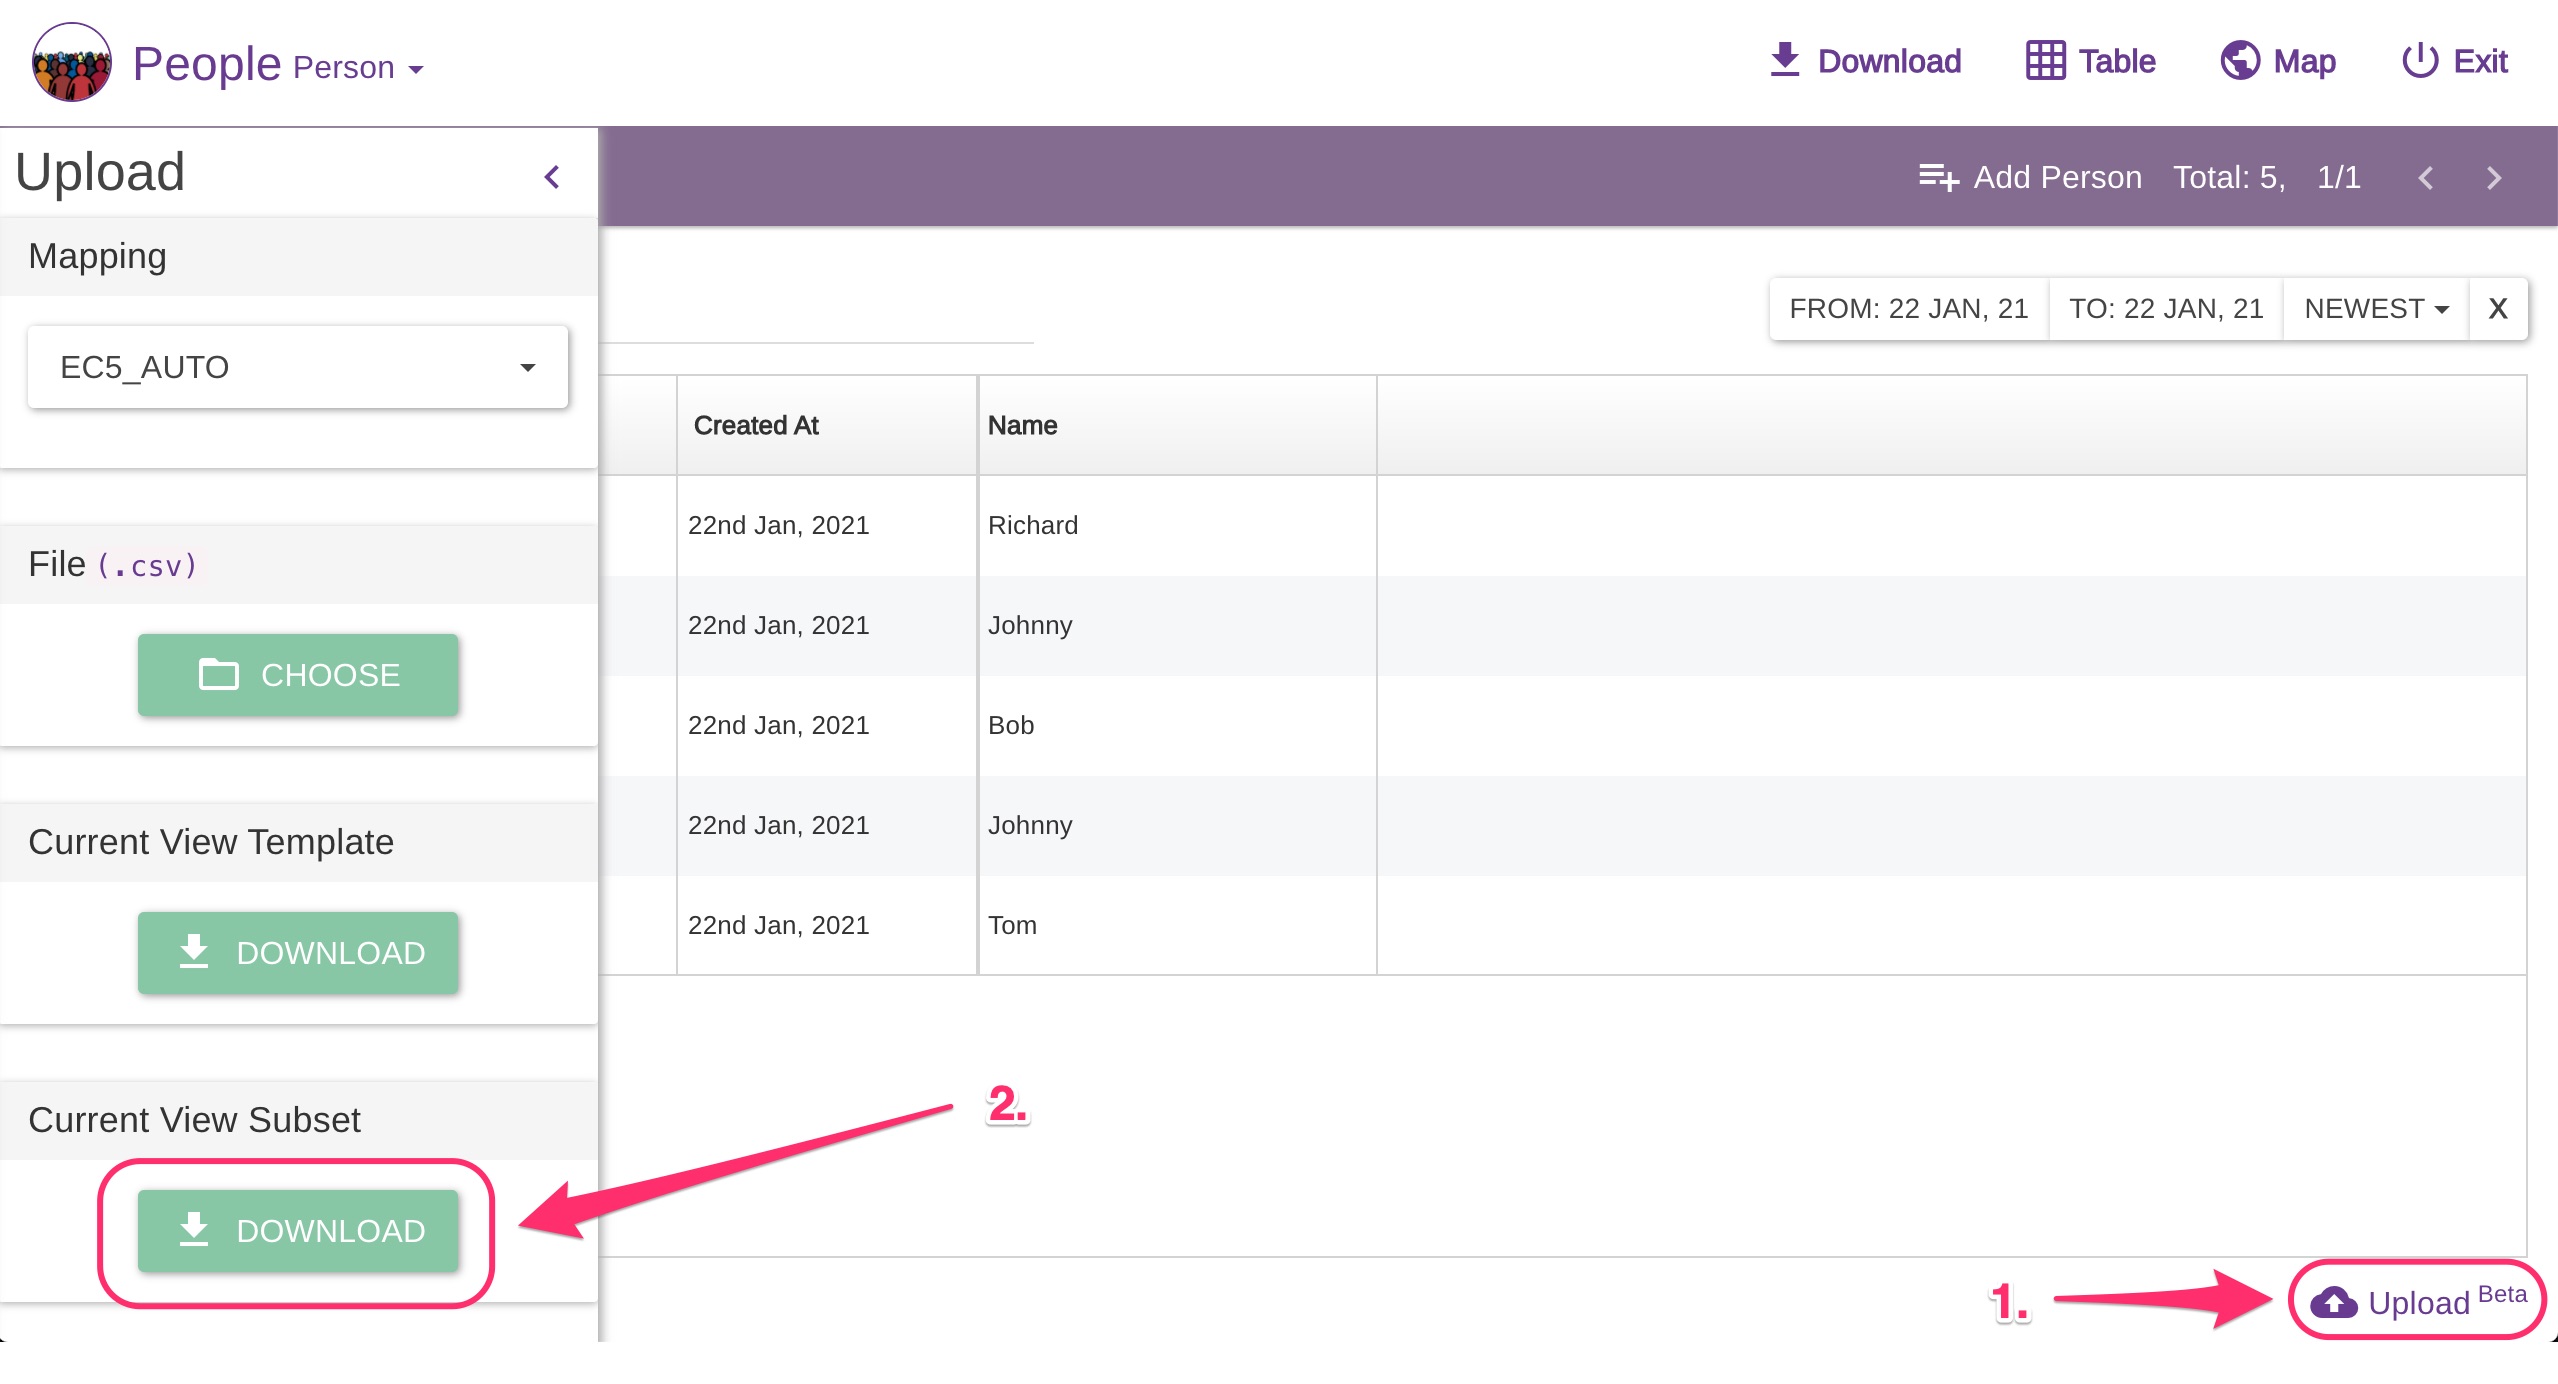 People Person
Download
Table
Map
Exit
Upload
Add Person
Total: 5,
1/1
Mapping
EC5_AUTO
FROM: 22 JAN, 21
TO: 22 JAN, 21
NEWEST
X
Created At
Name
22nd Jan, 2021
Richard
22nd Jan, 2021
Johnny
22nd Jan, 2021
Bob
22nd Jan, 2021
Johnny
22nd Jan, 2021
Tom
File (.csv)
CHOOSE
Current View Template
DOWNLOAD
Current View Subset
DOWNLOAD
2.
1.
Upload Beta